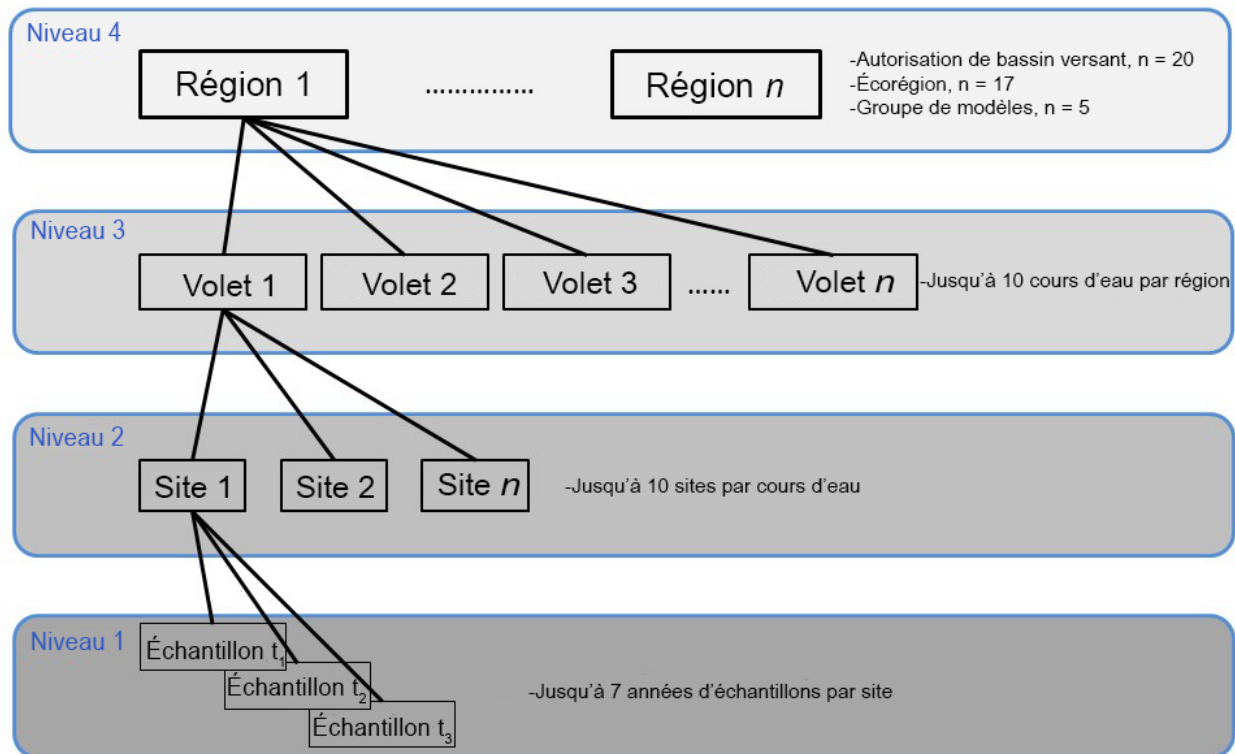 Niveau 4
Région 1
...............
Région n
-Autorisation de bassin versant, n = 20
-Écorégion, n = 17
-Groupe de modèles, n = 5
Niveau 3
Volet 1
Volet 2
Volet 3
......
Volet n
-Jusqu'à 10 cours d'eau par région
Niveau 2
Site 1
Site 2
Site n
-Jusqu'à 10 sites par cours d'eau
Niveau 1
Échantillon t1
Échantillon t2
Échantillon t3
-Jusqu'à 7 années d'échantillons par site